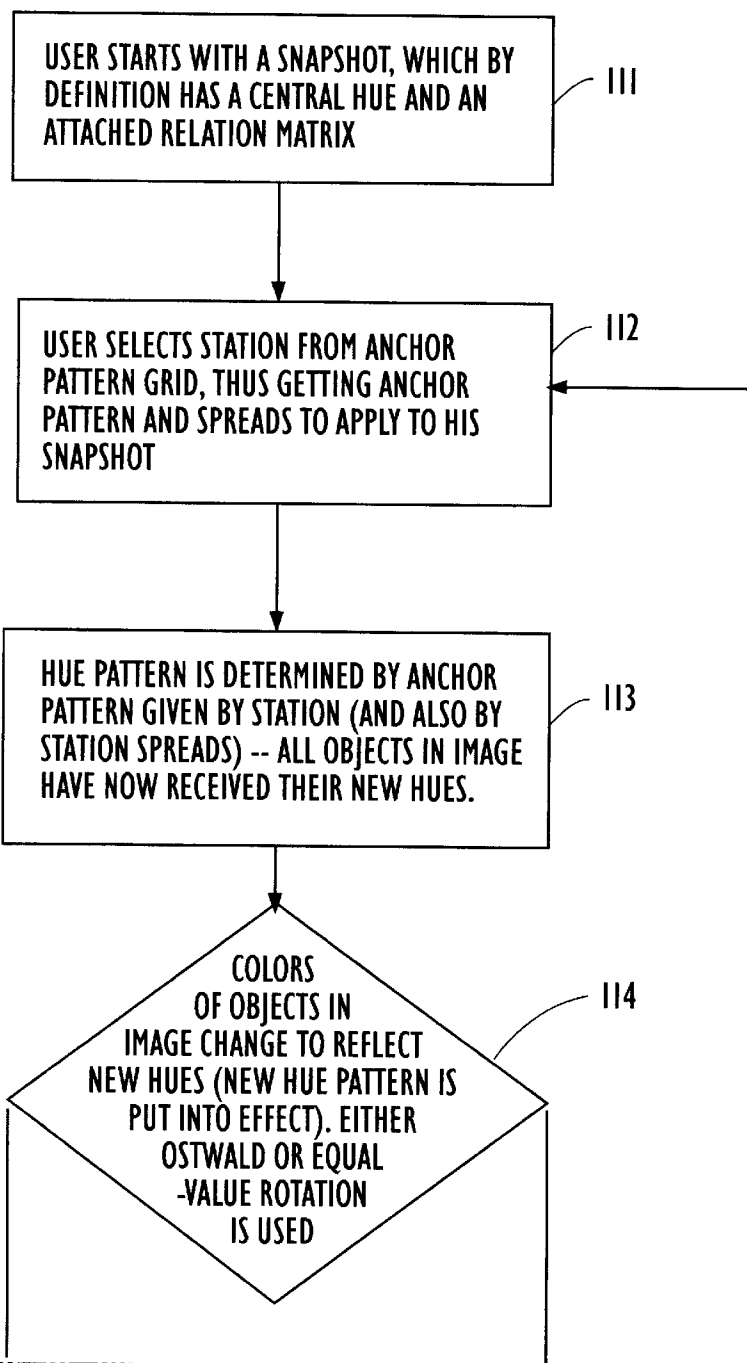 USER STARTS WITH A SNAPSHOT, WHICH BY
DEFINITION HAS A CENTRAL HUE AND AN
ATTACHED RELATION MATRIX
111
USER SELECTS STATION FROM ANCHOR
PATTERN GRID, THUS GETTING ANCHOR
PATTERN AND SPREADS TO APPLY TO HIS
SNAPSHOT
112
HUE PATTERN IS DETERMINED BY ANCHOR
PATTERN GIVEN BY STATION (AND ALSO BY
STATION SPREADS) -- ALL OBJECTS IN IMAGE
HAVE NOW RECEIVED THEIR NEW HUES.
113
COLORS
OF OBJECTS IN
IMAGE CHANGE TO REFLECT
NEW HUES (NEW HUE PATTERN IS
PUT INTO EFFECT). EITHER
OSTWALD OR EQUAL
-VALUE ROTATION
IS USED
114